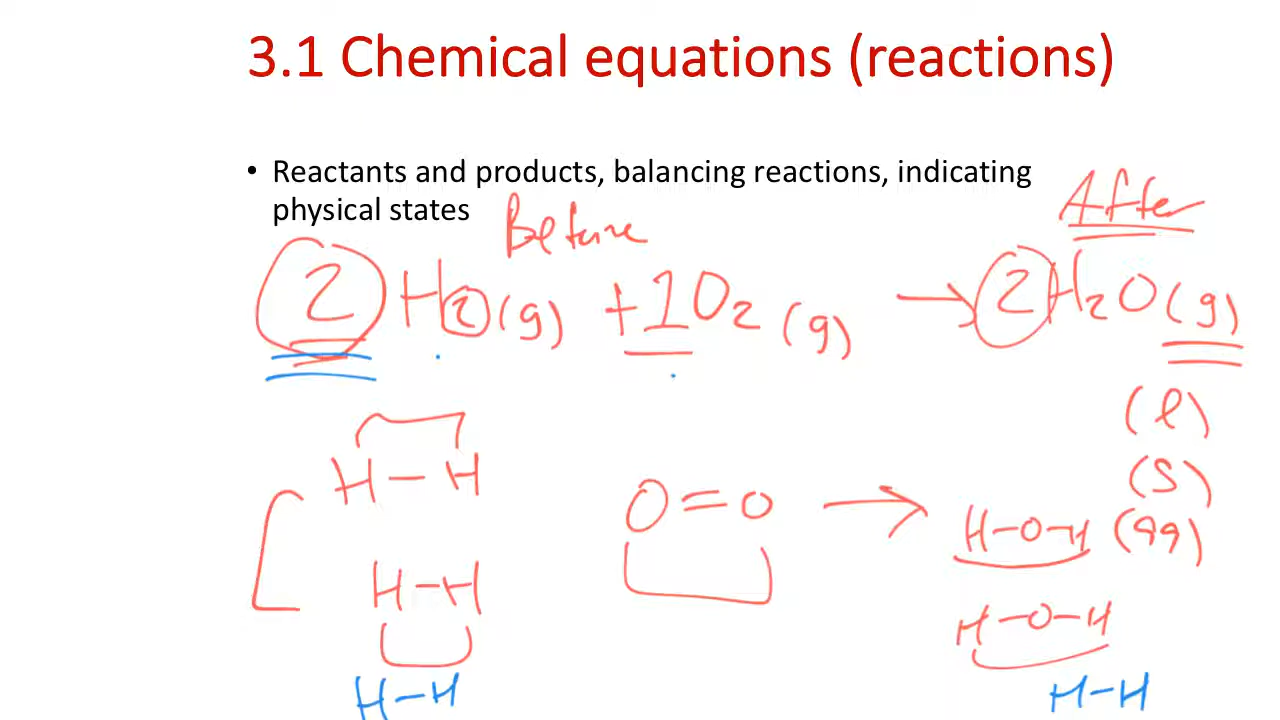 3.1 Chemical equations (reactions)
• Reactants and products, balancing reactions, indicating
physical states
Before
After
2 H2 (g) + 1 O2 (g) → 2 H2O (g)
(l)
H-H
(s)
O=O → H-O-H (aq)
H-H
H-O-H
H-H
H-H